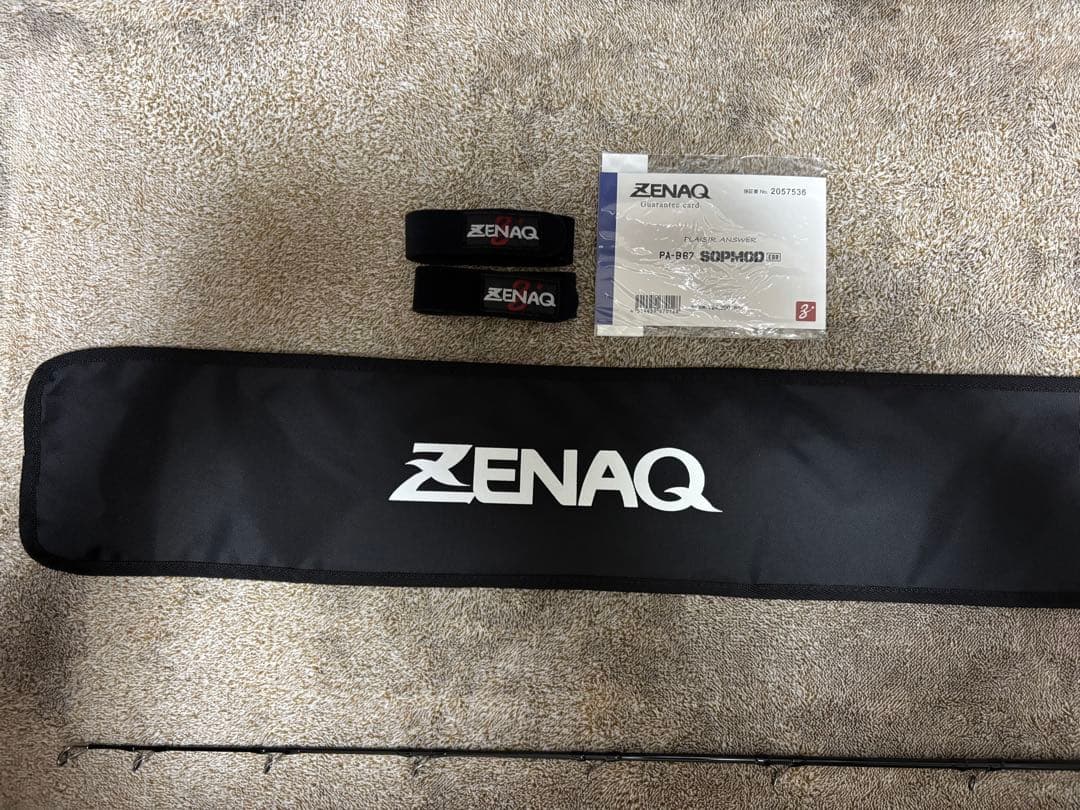 ZENAQ
ZENAQ
ZENAQ
保証書 No. 2057536
Guarantee card
PLAISIR ANSWER
PA-B67 SOPMOD
ZENAQ